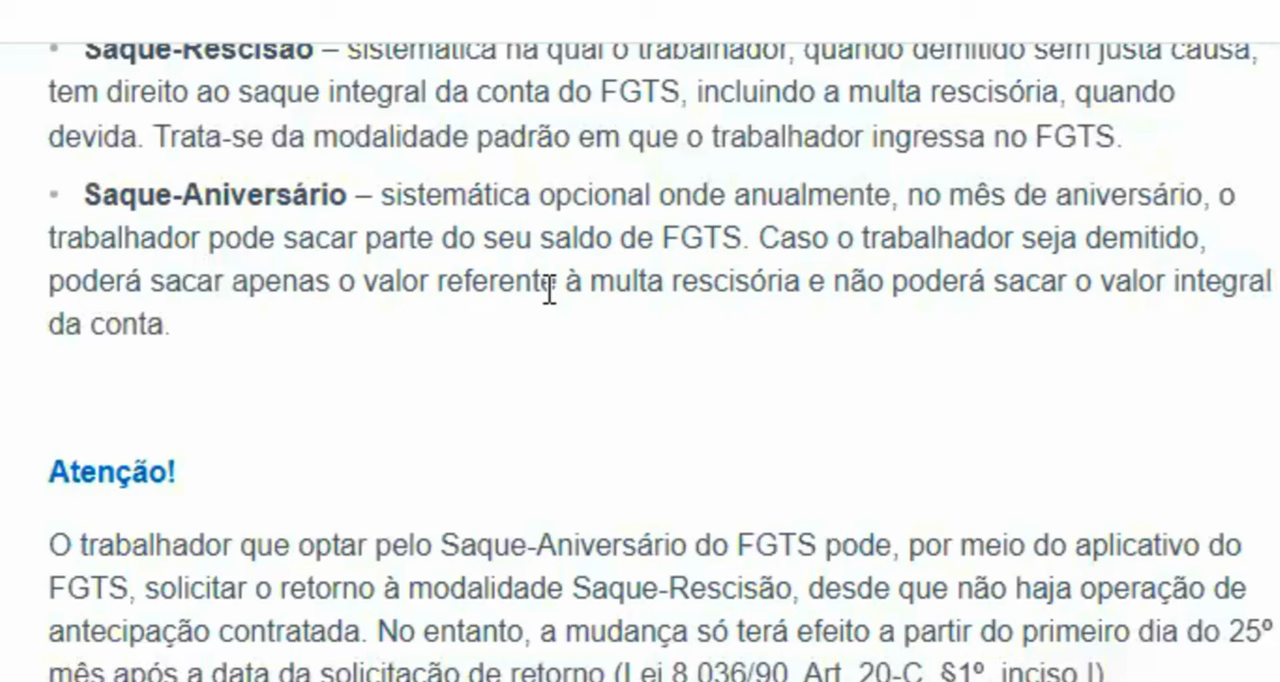 • Saque-Rescisão – sistemática na qual o trabalhador, quando demitido sem justa causa,
tem direito ao saque integral da conta do FGTS, incluindo a multa rescisória, quando
devida. Trata-se da modalidade padrão em que o trabalhador ingressa no FGTS.
• Saque-Aniversário – sistemática opcional onde anualmente, no mês de aniversário, o
trabalhador pode sacar parte do seu saldo de FGTS. Caso o trabalhador seja demitido,
poderá sacar apenas o valor referente à multa rescisória e não poderá sacar o valor integral
da conta.
Atenção!
O trabalhador que optar pelo Saque-Aniversário do FGTS pode, por meio do aplicativo do
FGTS, solicitar o retorno à modalidade Saque-Rescisão, desde que não haja operação de
antecipação contratada. No entanto, a mudança só terá efeito a partir do primeiro dia do 25º
mês após a data da solicitação de retorno (Lei 8.036/90, Art. 20-C, §1º, inciso I).